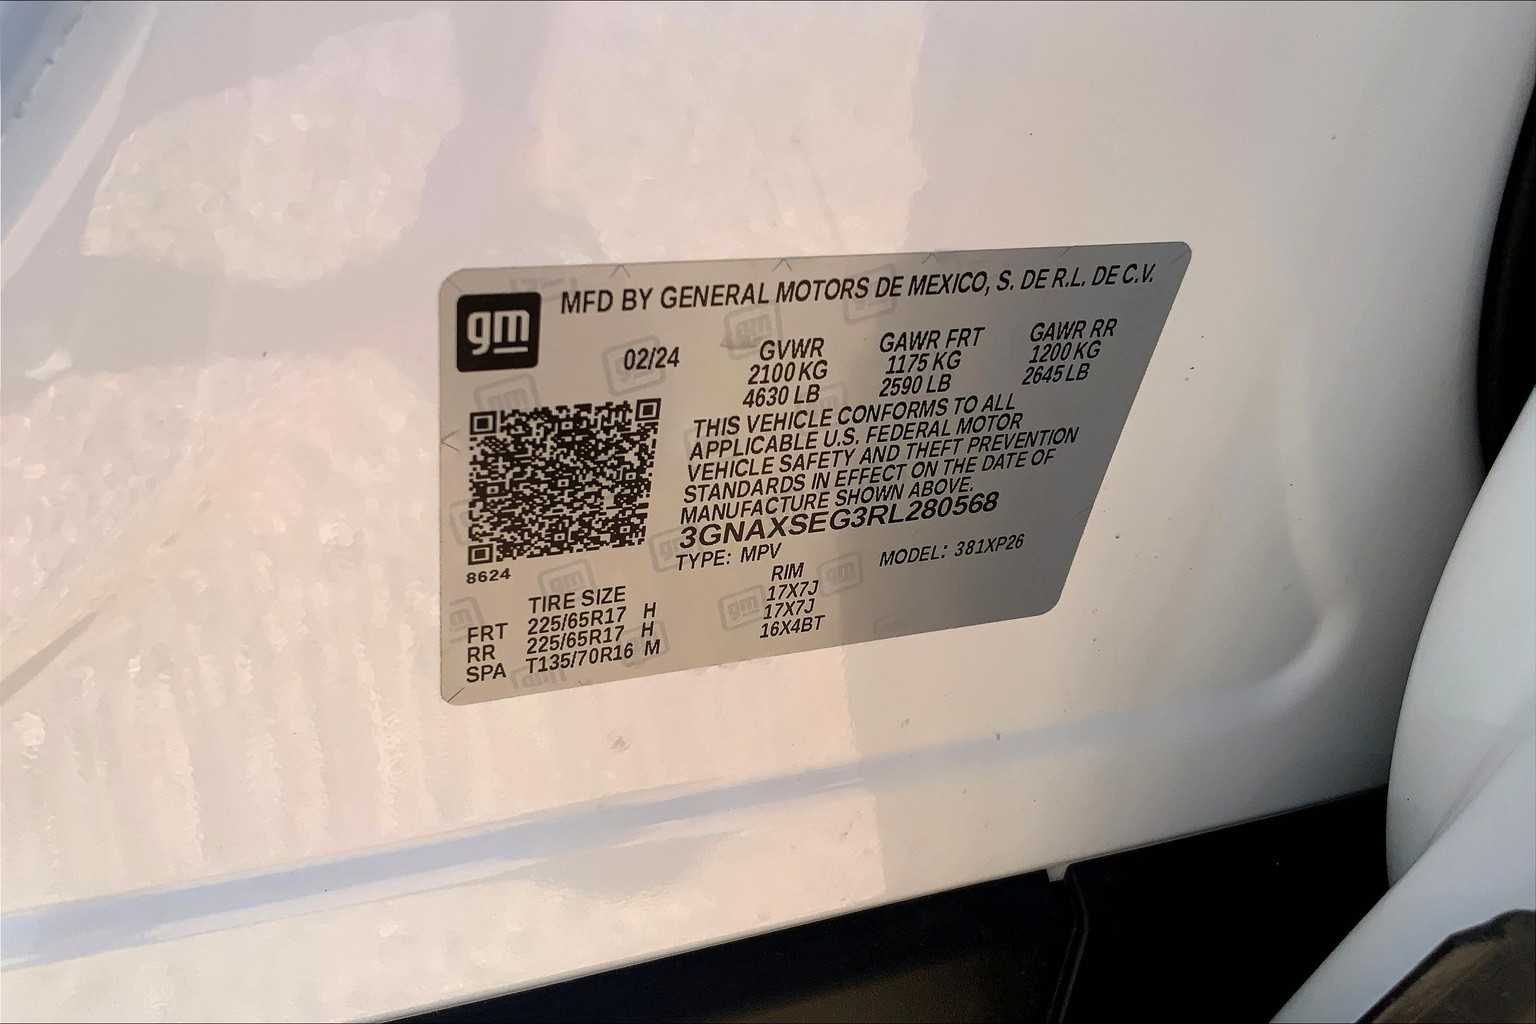 gm
MFD BY GENERAL MOTORS DE MEXICO, S. DE R.L. DE C.V.
02/24
GVWR GAWR FRT GAWR RR
2100 KG 1175 KG 1200 KG
4630 LB 2590 LB 2645 LB
THIS VEHICLE CONFORMS TO ALL
APPLICABLE U.S. FEDERAL MOTOR
VEHICLE SAFETY AND THEFT PREVENTION
STANDARDS IN EFFECT ON THE DATE OF
MANUFACTURE SHOWN ABOVE.
3GNAXSEG3RL280568
TYPE: MPV MODEL: 381XP26
8624
TIRE SIZE RIM
FRT 225/65R17 H 17X7J
RR 225/65R17 H 17X7J
SPA T135/70R16 M 16X4BT